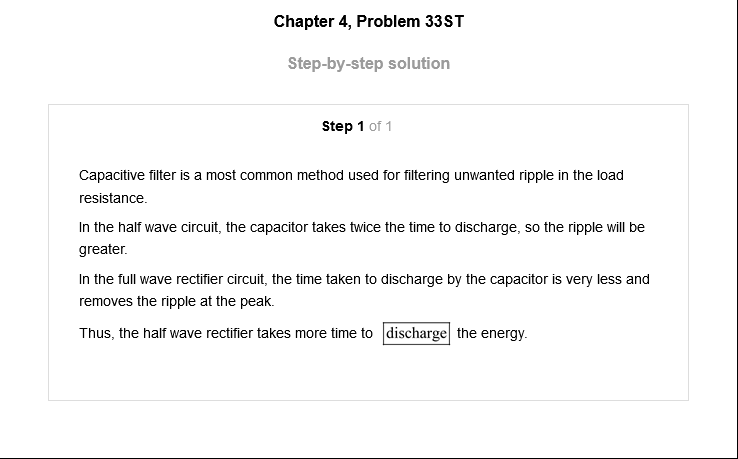 Chapter 4, Problem 33ST
Step-by-step solution
Step 1 of 1
Capacitive filter is a most common method used for filtering unwanted ripple in the load
resistance.
In the half wave circuit, the capacitor takes twice the time to discharge, so the ripple will be
greater.
In the full wave rectifier circuit, the time taken to discharge by the capacitor is very less and
removes the ripple at the peak.
Thus, the half wave rectifier takes more time to discharge the energy.